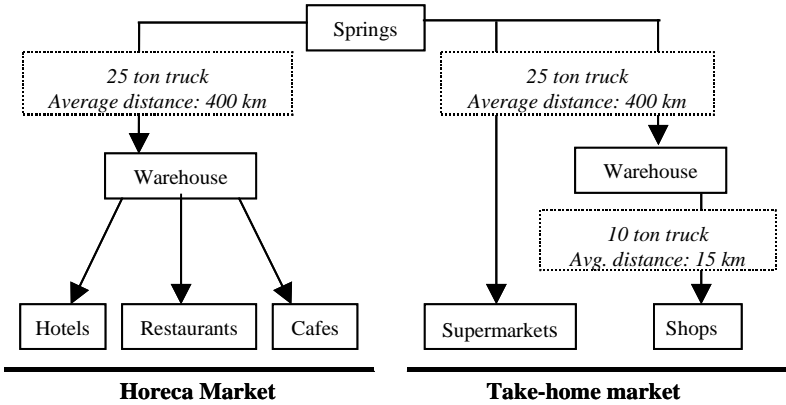 Springs
25 ton truck
Average distance: 400 km
25 ton truck
Average distance: 400 km
Warehouse
Warehouse
10 ton truck
Avg. distance: 15 km
Hotels
Restaurants
Cafes
Supermarkets
Shops
Horeca Market
Take-home market